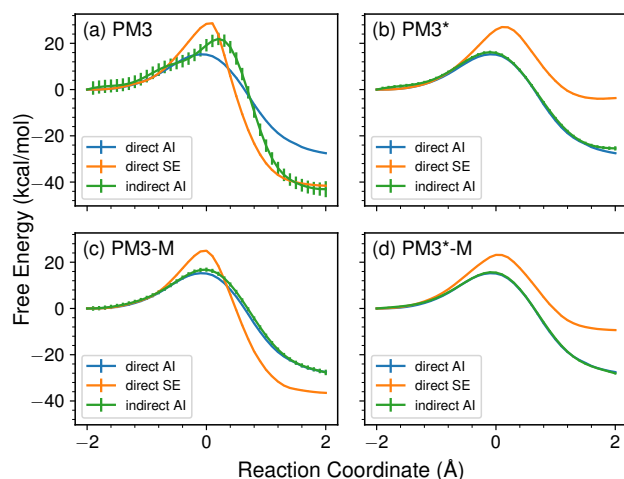 (a) PM3
(b) PM3*
20
0
−20
−40
direct AI
direct SE
indirect AI
direct AI
direct SE
indirect AI
Free Energy (kcal/mol)
(c) PM3-M
(d) PM3*-M
20
0
−20
−40
direct AI
direct SE
indirect AI
direct AI
direct SE
indirect AI
−2
0
2
−2
0
2
Reaction Coordinate (Å)